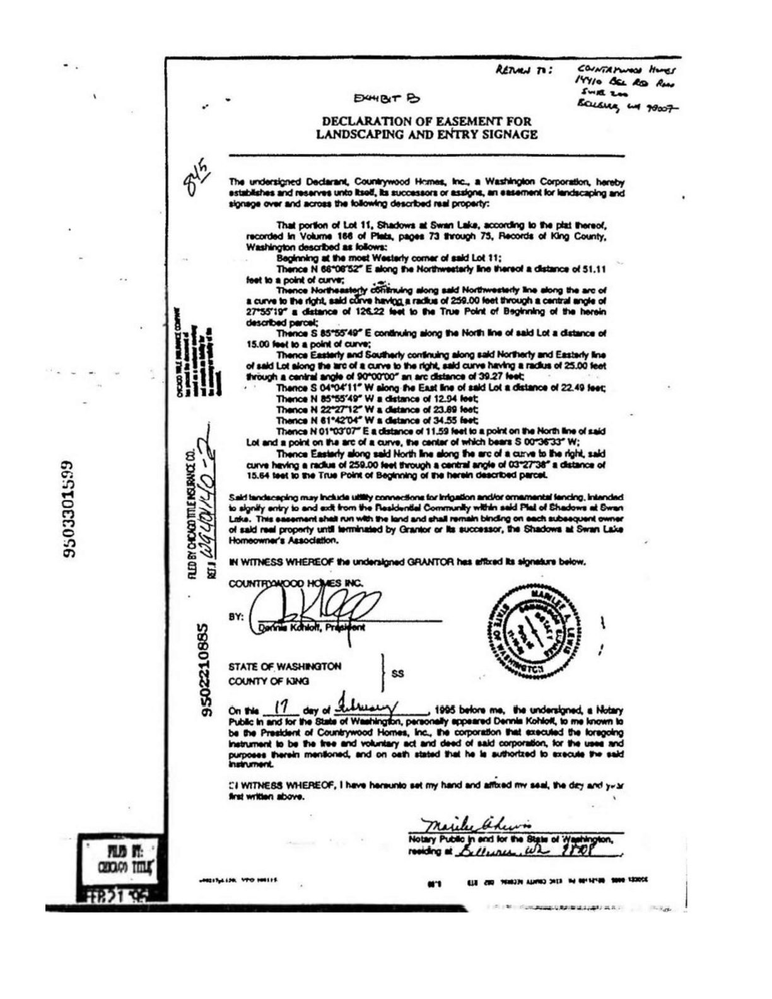 RETURN TO: COUNTRYWOOD HOMES
14410 BEL RED ROAD
SUITE 200
BELLEVUE, WA 98007
EXHIBIT B
DECLARATION OF EASEMENT FOR
LANDSCAPING AND ENTRY SIGNAGE
845
The undersigned Declarant, Countrywood Homes, Inc., a Washington Corporation, hereby
establishes and reserves unto itself, its successors or assigns, an easement for landscaping and
signage over and across the following described real property:
That portion of Lot 11, Shadows at Swan Lake, according to the plat thereof,
recorded in Volume 166 of Plats, pages 73 through 75, Records of King County,
Washington described as follows:
Beginning at the most Westerly corner of said Lot 11;
Thence N 66°08'52" E along the Northwesterly line thereof a distance of 51.11
feet to a point of curve;
Thence Northeasterly continuing along said Northwesterly line along the arc of
a curve to the right, said curve having a radius of 259.00 feet through a central angle of
27°55'19" a distance of 126.22 feet to the True Point of Beginning of the herein
described parcel;
Thence S 85°55'49" E continuing along the North line of said Lot a distance of
15.00 feet to a point of curve;
Thence Easterly and Southerly continuing along said Northerly and Easterly line
of said Lot along the arc of a curve to the right, said curve having a radius of 25.00 feet
through a central angle of 90°00'00" an arc distance of 39.27 feet;
Thence S 04°04'11" W along the East line of said Lot a distance of 22.49 feet;
Thence N 85°55'49" W a distance of 12.94 feet;
Thence N 22°27'12" W a distance of 23.89 feet;
Thence N 61°42'04" W a distance of 34.55 feet;
Thence N 01°03'07" E a distance of 11.59 feet to a point on the North line of said
Lot and a point on the arc of a curve, the center of which bears S 00°36'33" W;
Thence Easterly along said North line along the arc of a curve to the right, said
curve having a radius of 259.00 feet through a central angle of 03°27'38" a distance of
15.64 feet to the True Point of Beginning of the herein described parcel.
Said landscaping may include utility connections for irrigation and/or ornamental fencing, intended
to signify entry to and exit from the Residential Community within said Plat of Shadows at Swan
Lake. This easement shall run with the land and shall remain binding on each subsequent owner
of said real property until terminated by Grantor or its successor, the Shadows at Swan Lake
Homeowner's Association.
IN WITNESS WHEREOF the undersigned GRANTOR has affixed its signature below.
COUNTRYWOOD HOMES INC.
BY:
Dennis Kohloff, President
MARILEE A. LEWIS
STATE OF WASHINGTON
COMMISSION EXPIRES
NOTARY
PUBLIC
STATE OF WASHINGTON
COUNTY OF KING
SS
On this 17 day of February, 1995 before me, the undersigned, a Notary
Public in and for the State of Washington, personally appeared Dennis Kohloff, to me known to
be the President of Countrywood Homes, Inc., the corporation that executed the foregoing
instrument to be the free and voluntary act and deed of said corporation, for the uses and
purposes therein mentioned, and on oath stated that he is authorized to execute the said
instrument.
WITNESS WHEREOF, I have hereunto set my hand and affixed my seal, the day and year
first written above.
Marilee A Lewis
Notary Public in and for the State of Washington,
residing at Bellevue, WA
CHICAGO TITLE INSURANCE COMPANY
has placed the document of
record as a customer courtesy
and accepts no liability for
the accuracy or validity of the
document.
FILED BY CHICAGO TITLE INSURANCE CO.
REF.#
9502210885
9503301599
FILED BY:
CHICAGO TITLE
FEB 21 '95